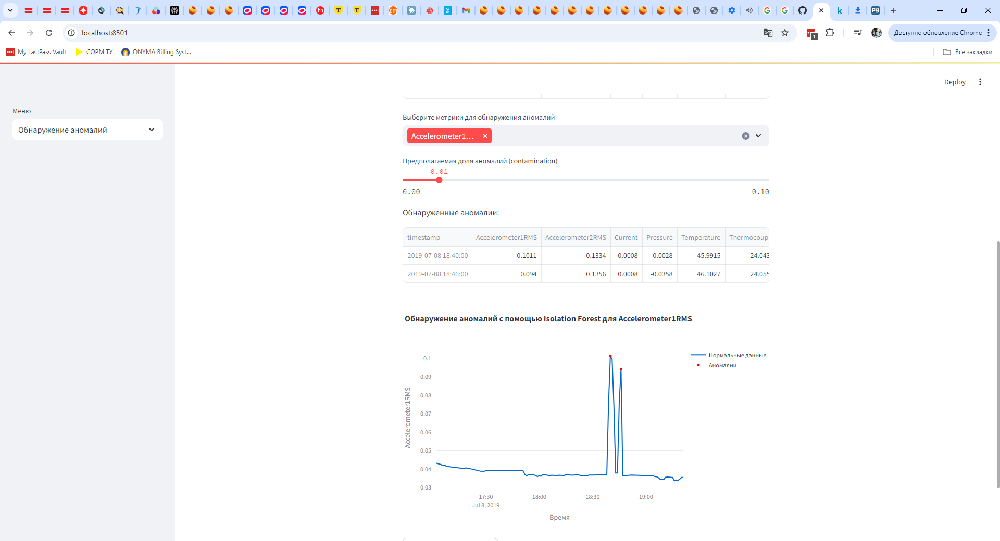 localhost:8501
1
Доступно обновление Chrome
My LastPass Vault
СОРМ ТУ
ONYMA Billing Syst...
Все закладки
Deploy
Меню
Обнаружение аномалий
Выберите метрики для обнаружения аномалий
Accelerometer1...
Предполагаемая доля аномалий (contamination)
0.01
0.00 0.10
Обнаруженные аномалии:
timestamp Accelerometer1RMS Accelerometer2RMS Current Pressure Temperature Thermocoup
2019-07-08 18:40:00 0.1011 0.1334 0.0008 -0.0028 45.9915 24.043
2019-07-08 18:46:00 0.094 0.1356 0.0008 -0.0358 46.1027 24.055
Обнаружение аномалий с помощью Isolation Forest для Accelerometer1RMS
Нормальные данные
Аномалии
0.1
0.09
0.08
0.07
0.06
0.05
0.04
0.03
Accelerometer1RMS
17:30 18:00 18:30 19:00
Jul 8, 2019
Время